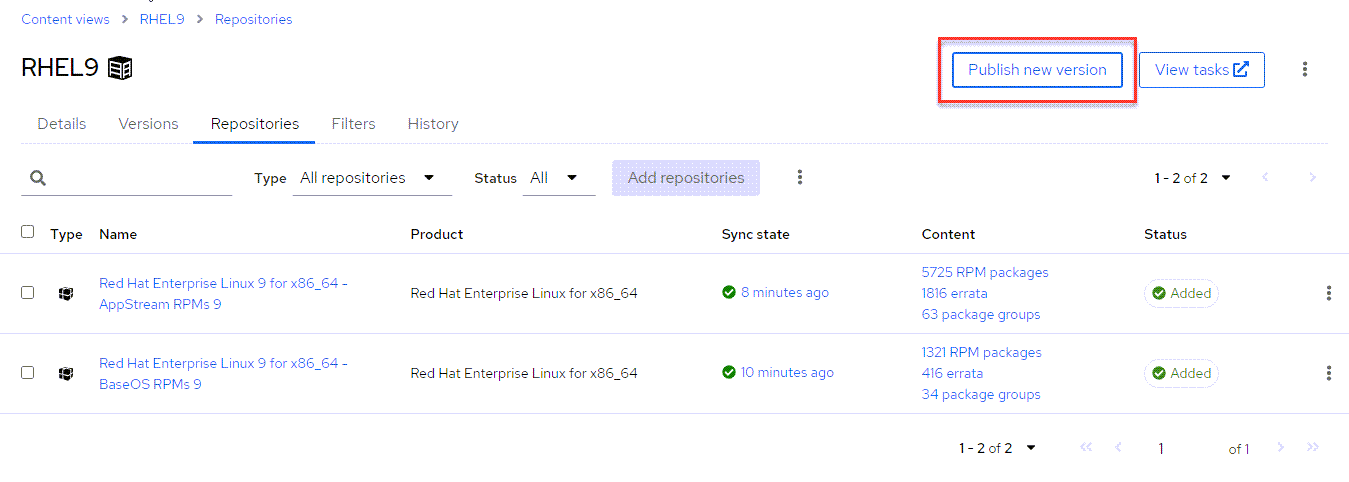 Content views > RHEL9 > Repositories
RHEL9
Publish new version
View tasks
Details Versions Repositories Filters History
Type All repositories Status All Add repositories 1 - 2 of 2
Type Name Product Sync state Content Status
Red Hat Enterprise Linux 9 for x86_64 -
AppStream RPMs 9
Red Hat Enterprise Linux for x86_64
8 minutes ago
5725 RPM packages
1816 errata
63 package groups
Added
Red Hat Enterprise Linux 9 for x86_64 -
BaseOS RPMs 9
Red Hat Enterprise Linux for x86_64
10 minutes ago
1321 RPM packages
416 errata
34 package groups
Added
1 - 2 of 2 1 of 1